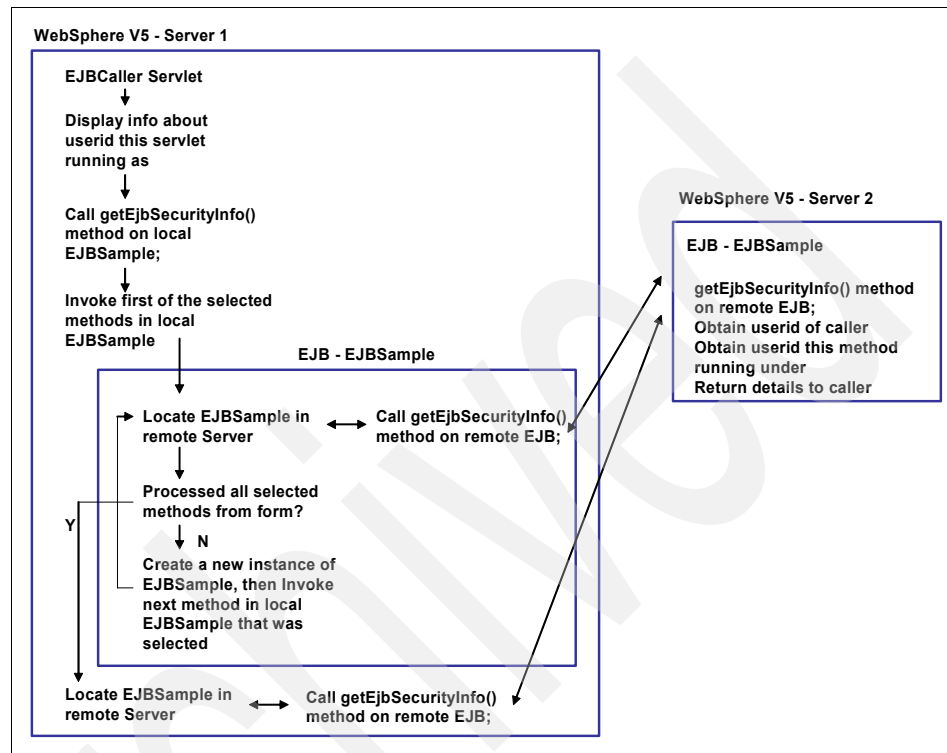 WebSphere V5 - Server 1
EJBCaller Servlet
Display info about
userid this servlet
running as
Call getEjbSecurityInfo()
method on local
EJBSample;
Invoke first of the selected
methods in local
EJBSample
EJB - EJBSample
Locate EJBSample in
remote Server
Call getEjbSecurityInfo()
method on remote EJB;
Processed all selected
methods from form?
Y
N
Create a new instance of
EJBSample, then Invoke
next method in local
EJBSample that was
selected
Locate EJBSample in
remote Server
Call getEjbSecurityInfo()
method on remote EJB;
WebSphere V5 - Server 2
EJB - EJBSample
getEjbSecurityInfo() method
on remote EJB;
Obtain userid of caller
Obtain userid this method
running under
Return details to caller